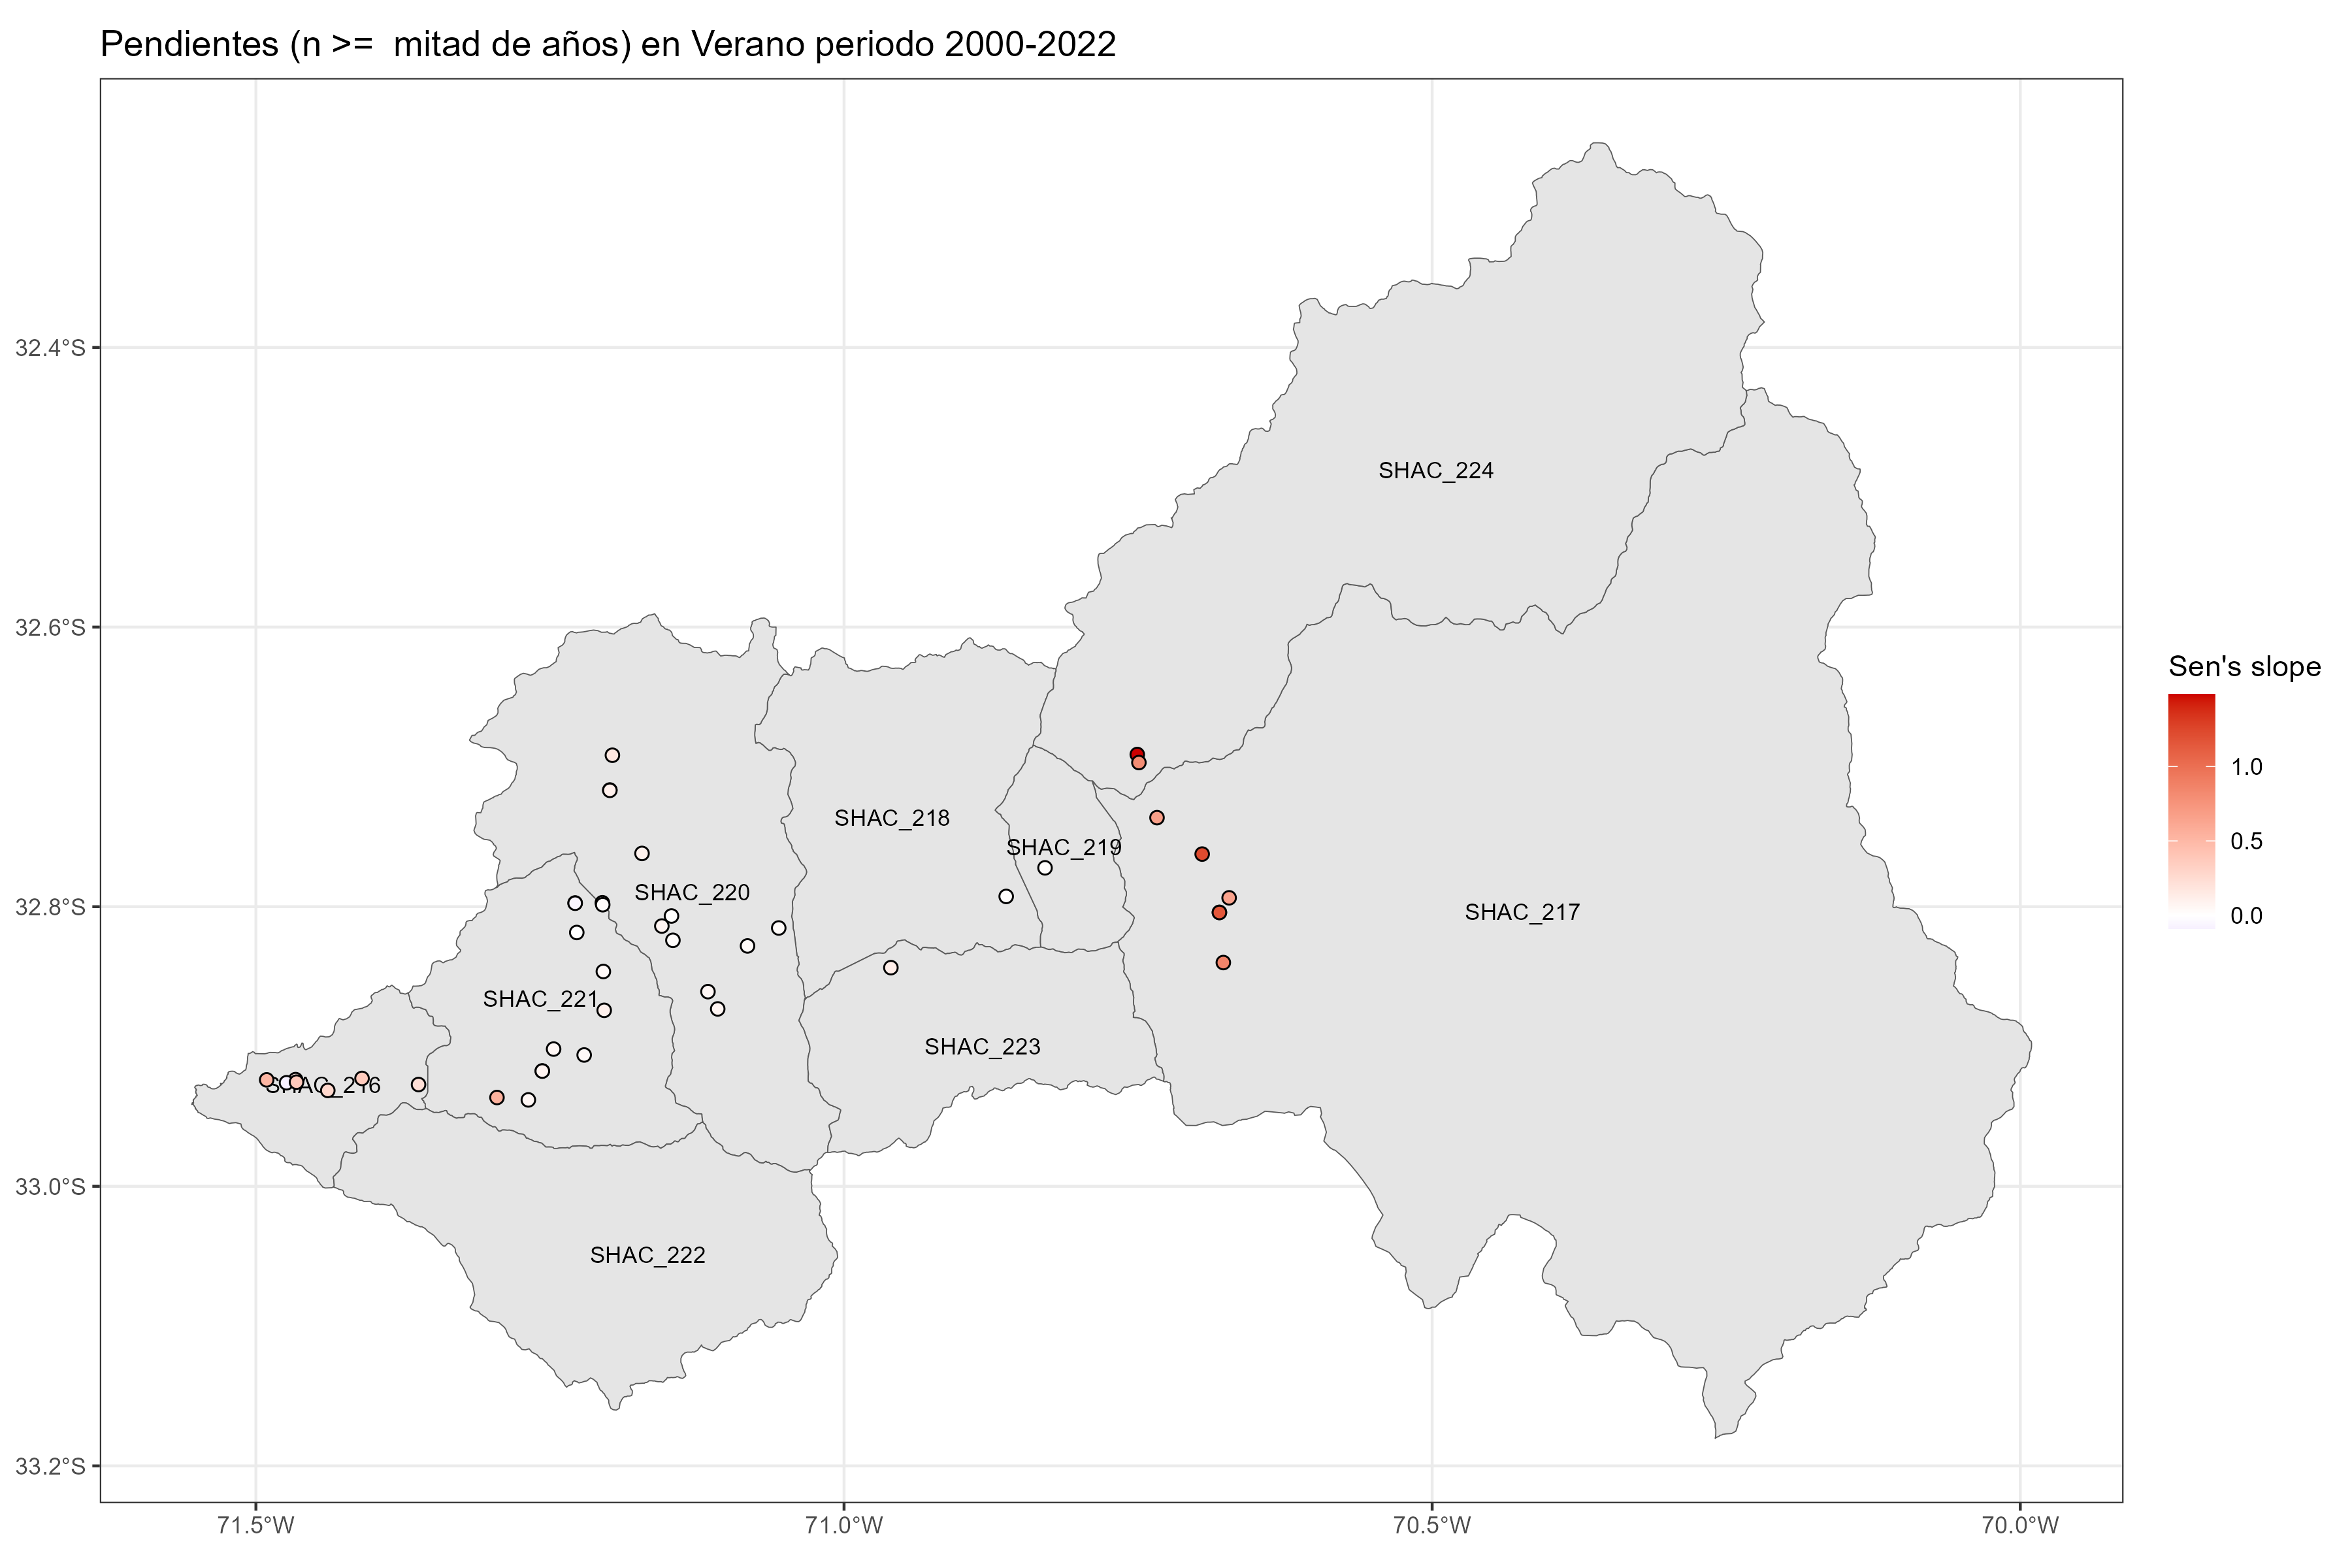 Pendientes (n >=  mitad de años) en Verano periodo 2000-2022
32.4°S
32.6°S
32.8°S
33.0°S
33.2°S
71.5°W
71.0°W
70.5°W
70.0°W
SHAC_224
SHAC_218
SHAC_219
SHAC_220
SHAC_217
SHAC_221
SHAC_223
SHAC_216
SHAC_222
Sen's slope
1.0
0.5
0.0